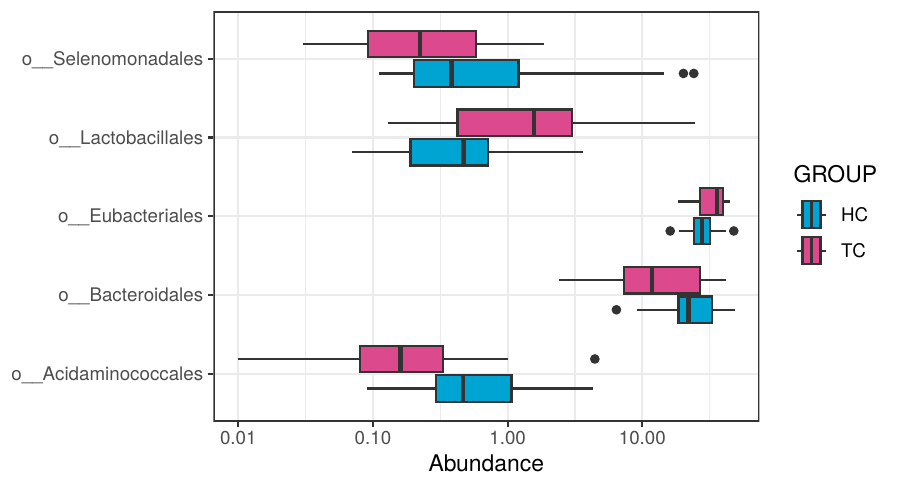 o__Selenomonadales
o__Lactobacillales
o__Eubacteriales
o__Bacteroidales
o__Acidaminococcales
0.01
0.10
1.00
10.00
Abundance
GROUP
HC
TC